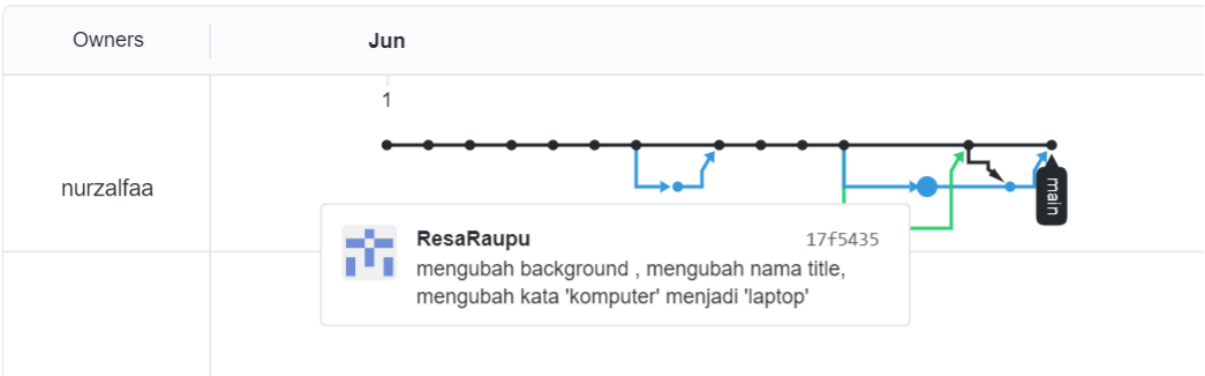 Owners
Jun
1
nurzalfaa
main
ResaRaupu
17f5435
mengubah background , mengubah nama title,
mengubah kata 'komputer' menjadi 'laptop'